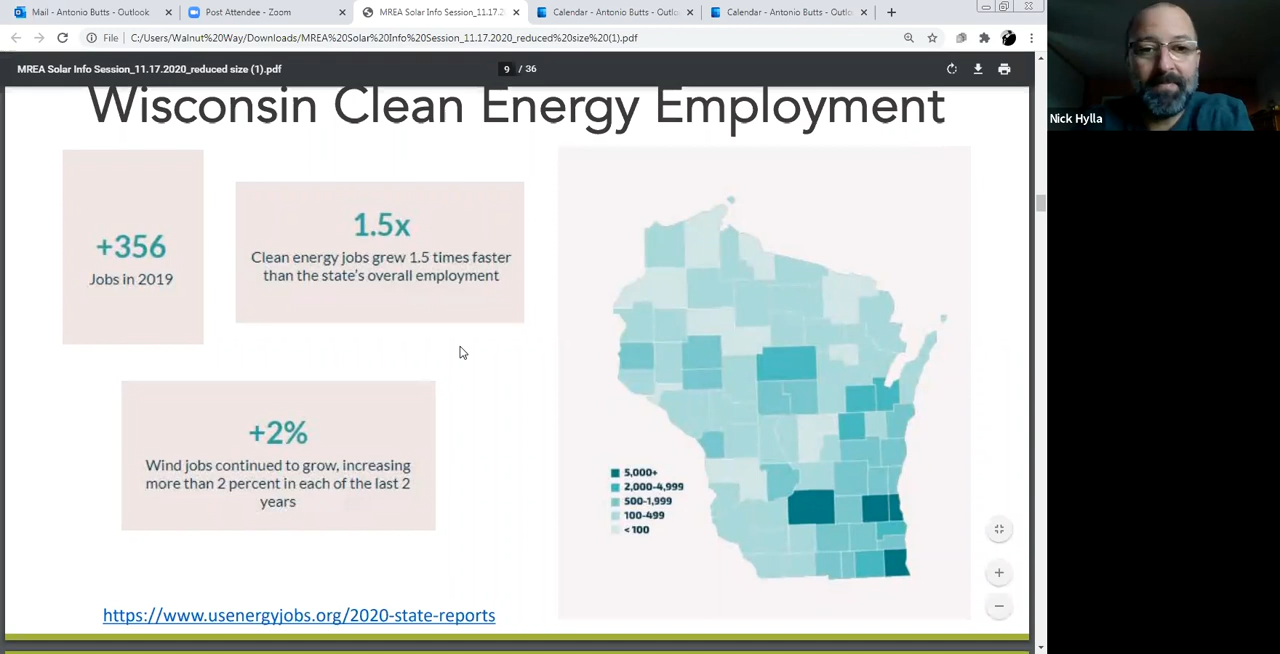 Mail - Antonio Butts - Outlook
Post Attendee - Zoom
MREA Solar Info Session_11.17.2
Calendar - Antonio Butts - Outlo
Calendar - Antonio Butts - Outlo
File
C:/Users/Walnut%20Way/Downloads/MREA%20Solar%20Info%20Session_11.17.2020_reduced%20size%20(1).pdf
MREA Solar Info Session_11.17.2020_reduced size (1).pdf
9 / 36
Wisconsin Clean Energy Employment
+356
Jobs in 2019
1.5x
Clean energy jobs grew 1.5 times faster
than the state's overall employment
+2%
Wind jobs continued to grow, increasing
more than 2 percent in each of the last 2
years
5,000+
2,000-4,999
500-1,999
100-499
< 100
https://www.usenergyjobs.org/2020-state-reports
Nick Hylla